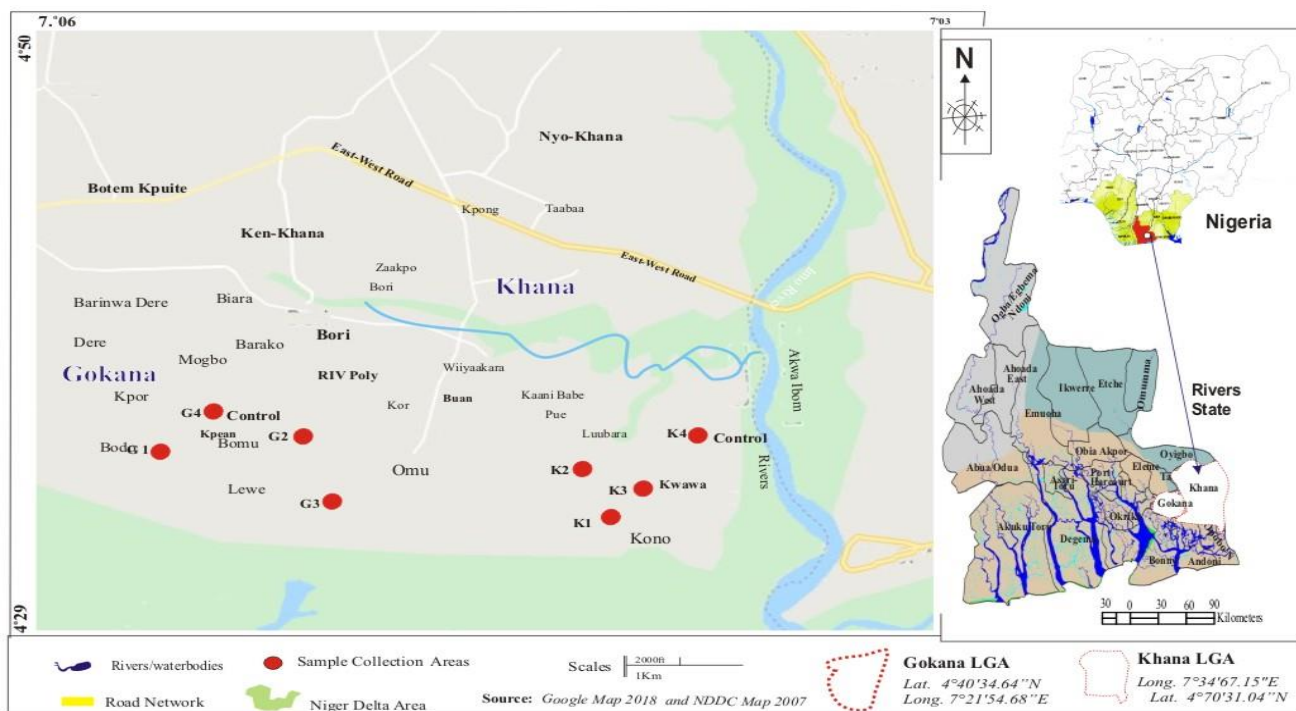 7.°06
7°03
4°50
4°29
Nyo-Khana
East-West Road
Botem Kpuite
Kpong
Taabaa
Ken-Khana
East-West Road
Zaakpo
Bori
Khana
Imo River
Barinwa Dere
Biara
Dere
Barako
Bori
Mogbo
Gokana
RIV Poly
Wiiyaakara
Akwa Ibom
Kpor
Kor
Buan
Kaani Babe
Pue
G4
Control
Kpean
Bomu
G2
Luubara
K4
Control
G 1
Omu
K2
Rivers
Lewe
G3
K3
Kwawa
K1
Kono
N
Nigeria
Ogba/Egbema
Ndoni
Rivers
State
Ahoada
East
Ahoada
West
Ikwerre
Etche
Omumma
Emuoha
Obia Akpor
Oyigbo
Abua/Odua
Eleme
Port
Harcourt
Khana
Gokana
Akuku Toru
Degema
Bonny
Andoni
30 0 30 60 90
Kilometers
Rivers/waterbodies
Sample Collection Areas
Scales
2000ft
1Km
Road Network
Niger Delta Area
Source: Google Map 2018 and NDDC Map 2007
Gokana LGA
Lat. 4°40'34.64”N
Long. 7°21'54.68”E
Khana LGA
Long. 7°34'67.15"E
Lat. 4°70'31.04”N